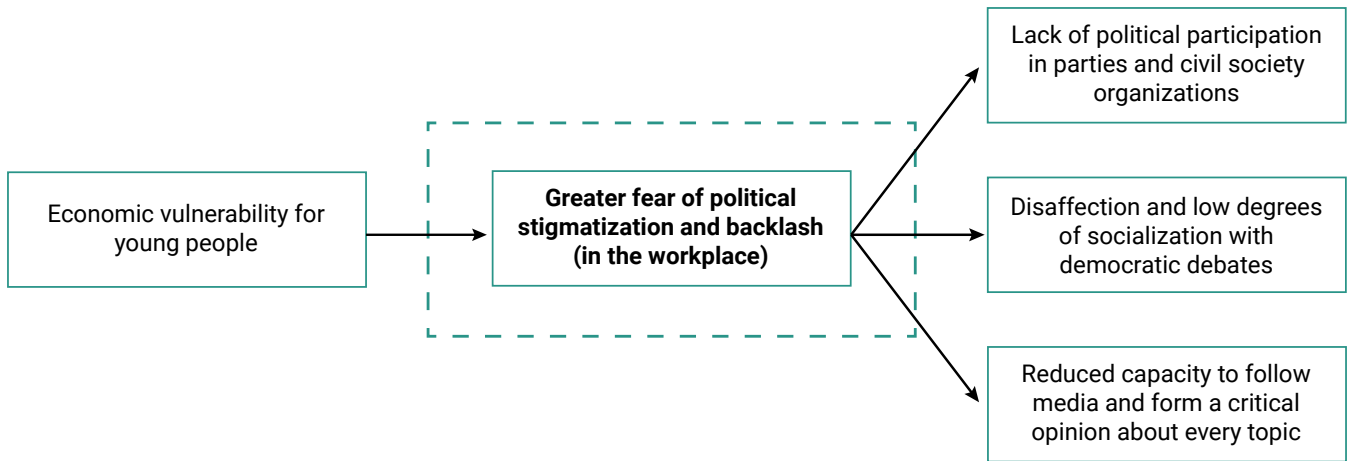 Economic vulnerability for
young people
Greater fear of political
stigmatization and backlash
(in the workplace)
Lack of political participation
in parties and civil society
organizations
Disaffection and low degrees
of socialization with
democratic debates
Reduced capacity to follow
media and form a critical
opinion about every topic